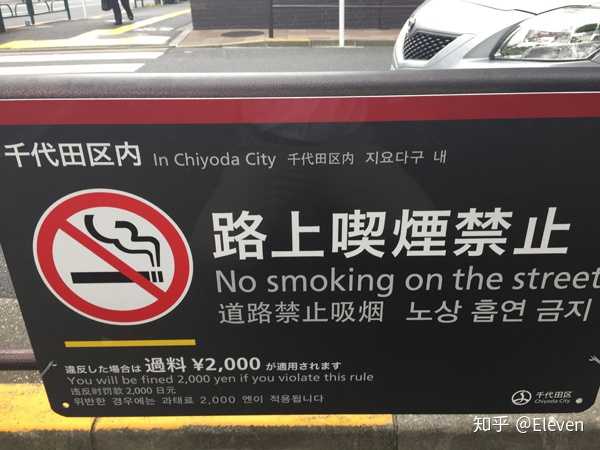 千代田区内 In Chiyoda City 千代田区内 지요다구 내
路上喫煙禁止
No smoking on the street
道路禁止吸烟 노상 흡연 금지
違反した場合は 過料 ¥2,000 が適用されます
You will be fined 2,000 yen if you violate this rule
违反时罚款 2,000 日元
위반한 경우에는 과태료 2,000 엔이 적용됩니다
千代田区
Chiyoda City
知乎 @Eleven